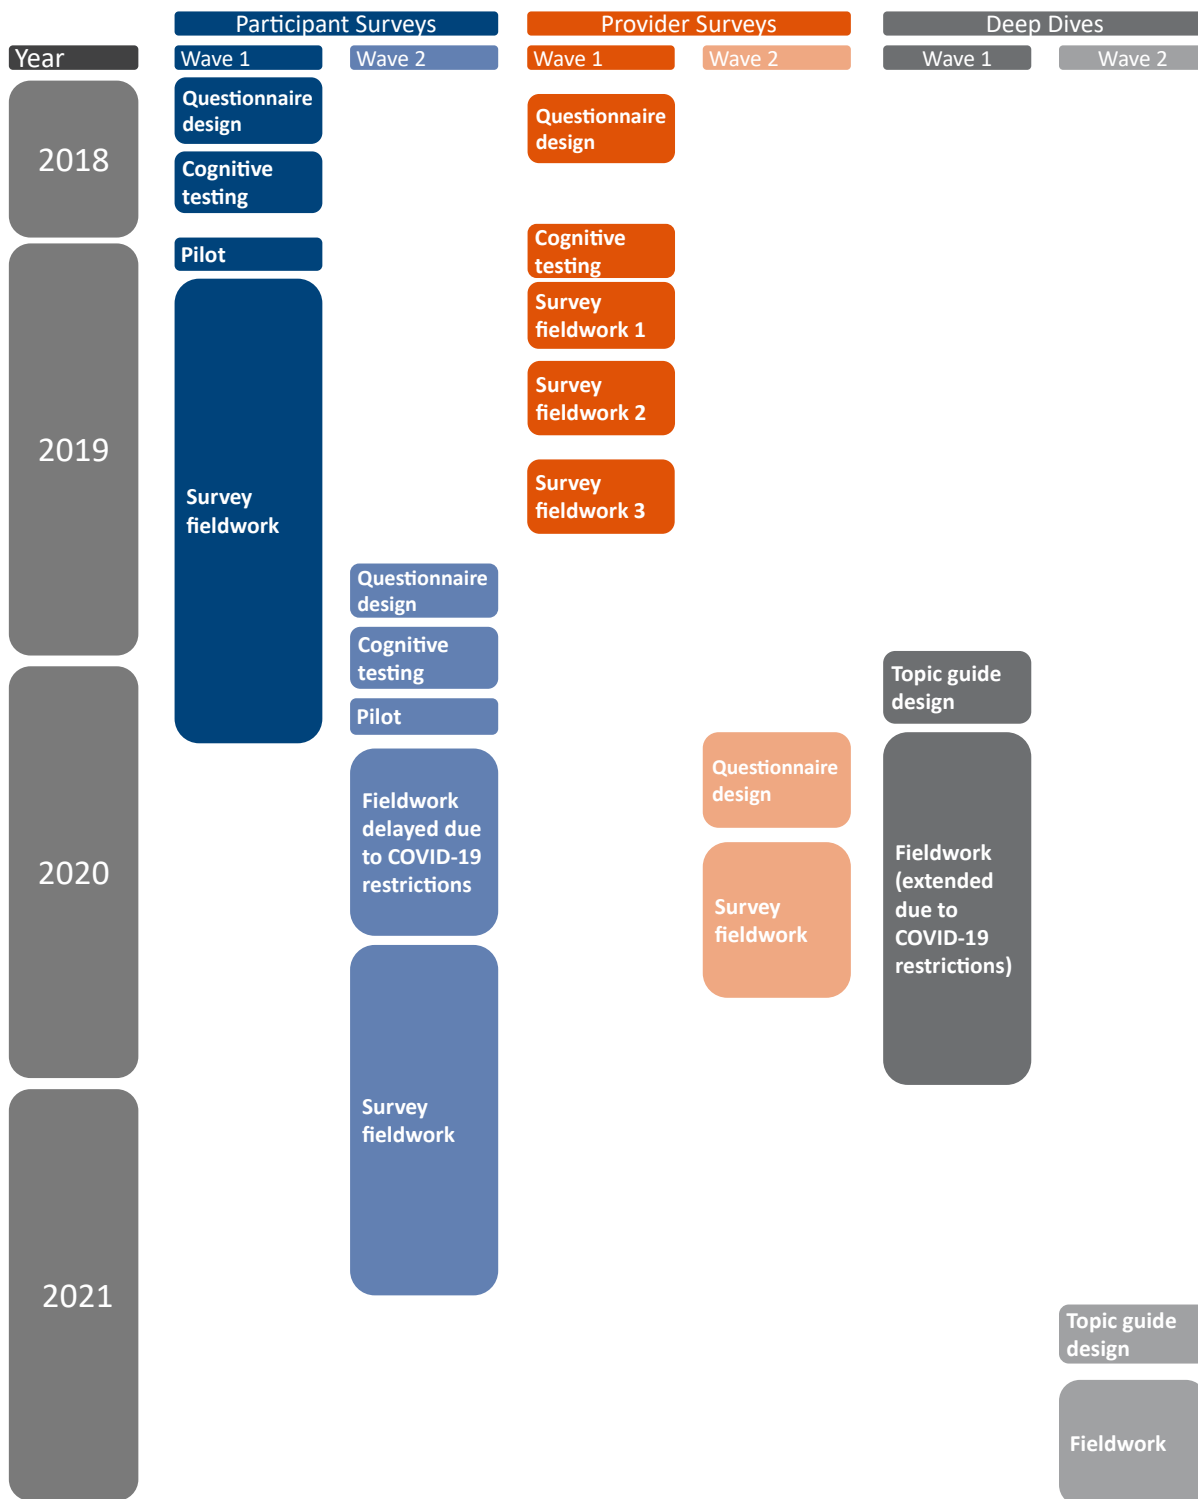 Participant Surveys
Provider Surveys
Deep Dives
Year
Wave 1
Wave 2
Wave 1
Wave 2
Wave 1
Wave 2
2018
Questionnaire
design
Cognitive
testing
Questionnaire
design
2019
Pilot
Survey
fieldwork
Cognitive
testing
Survey
fieldwork 1
Survey
fieldwork 2
Survey
fieldwork 3
Questionnaire
design
Cognitive
testing
Pilot
Topic guide
design
2020
Fieldwork
delayed due
to COVID-19
restrictions
Questionnaire
design
Survey
fieldwork
Fieldwork
(extended
due to
COVID-19
restrictions)
2021
Survey
fieldwork
Topic guide
design
Fieldwork